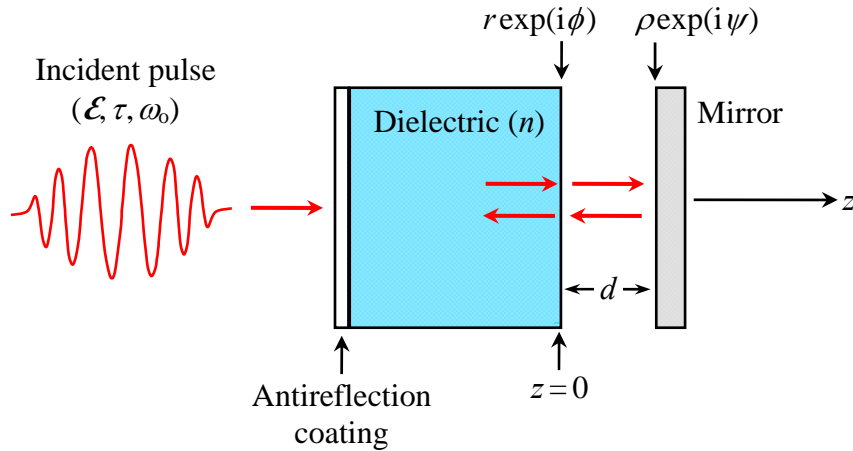 r exp(iϕ)
ρ exp(iψ)
Incident pulse
(𝓔, τ, ωₒ)
Dielectric (n)
Mirror
z
d
z = 0
Antireflection
coating